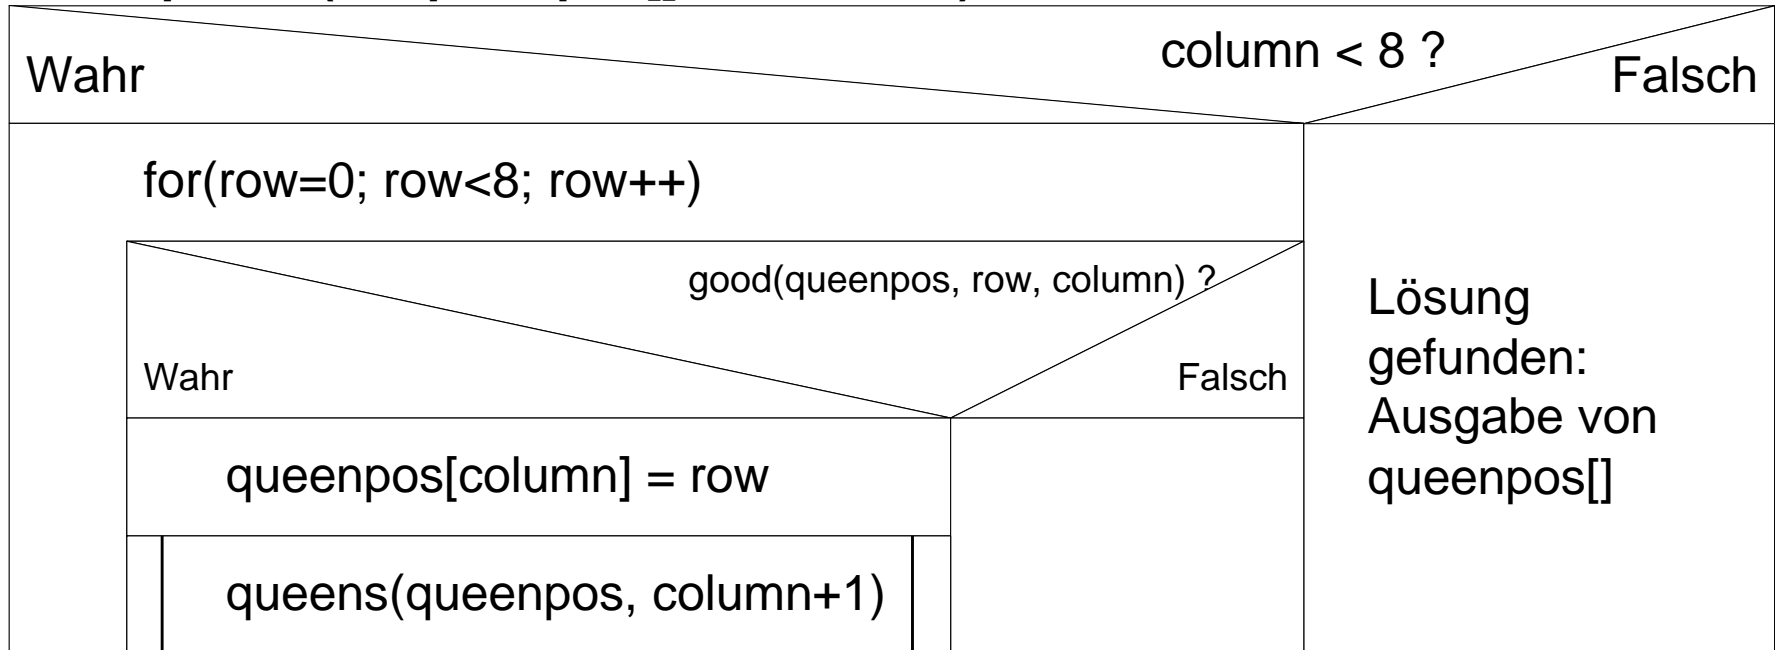 column < 8 ?
Wahr
Falsch
for(row=0; row<8; row++)
good(queenpos, row, column) ?
Wahr
Falsch
queenpos[column] = row
queens(queenpos, column+1)
Lösung
gefunden:
Ausgabe von
queenpos[]